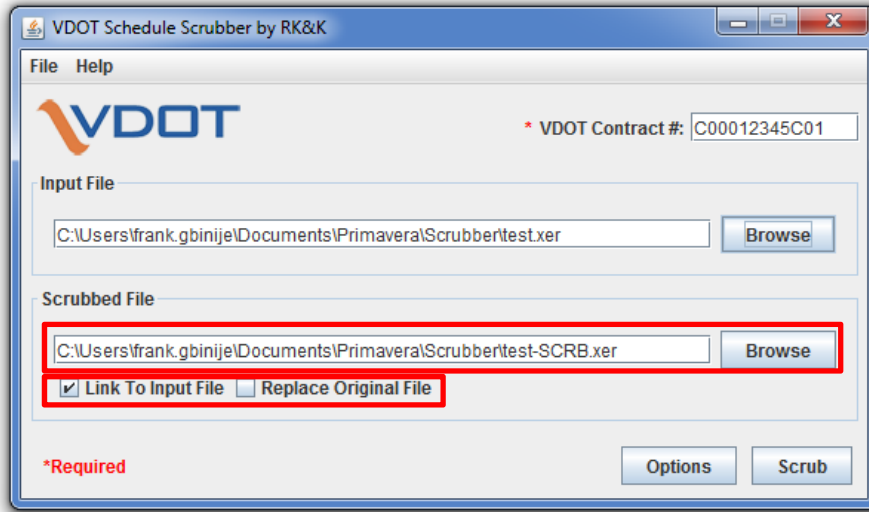 VDOT Schedule Scrubber by RK&K
File Help
VDOT
* VDOT Contract #: C00012345C01
Input File
C:\Users\frank.gbinije\Documents\Primavera\Scrubber\test.xer Browse
Scrubbed File
C:\Users\frank.gbinije\Documents\Primavera\Scrubber\test-SCRB.xer Browse
Link To Input File Replace Original File
*Required Options Scrub